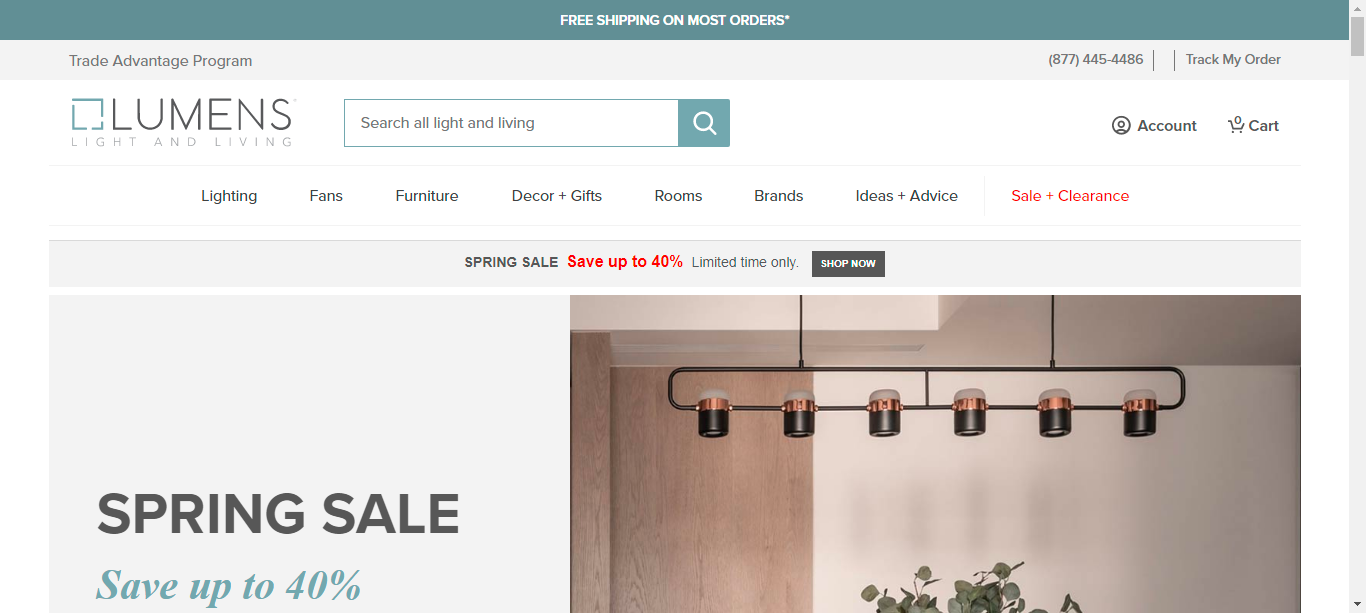 FREE SHIPPING ON MOST ORDERS*
Trade Advantage Program
(877) 445-4486
Track My Order
LUMENS
LIGHT AND LIVING
Search all light and living
Account
0
Cart
Lighting
Fans
Furniture
Decor + Gifts
Rooms
Brands
Ideas + Advice
Sale + Clearance
SPRING SALE Save up to 40% Limited time only. SHOP NOW
SPRING SALE
Save up to 40%